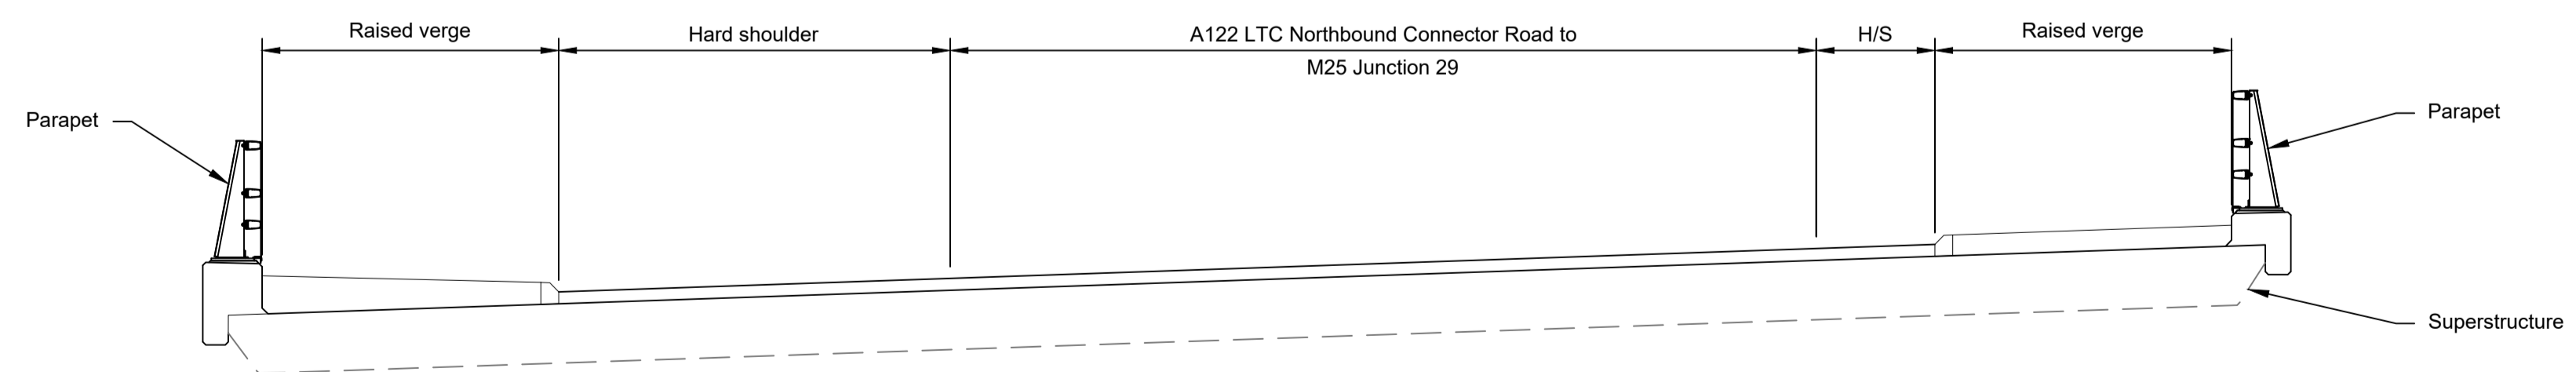 Raised verge
Hard shoulder
A122 LTC Northbound Connector Road to
M25 Junction 29
H/S
Raised verge
Parapet
Parapet
Superstructure